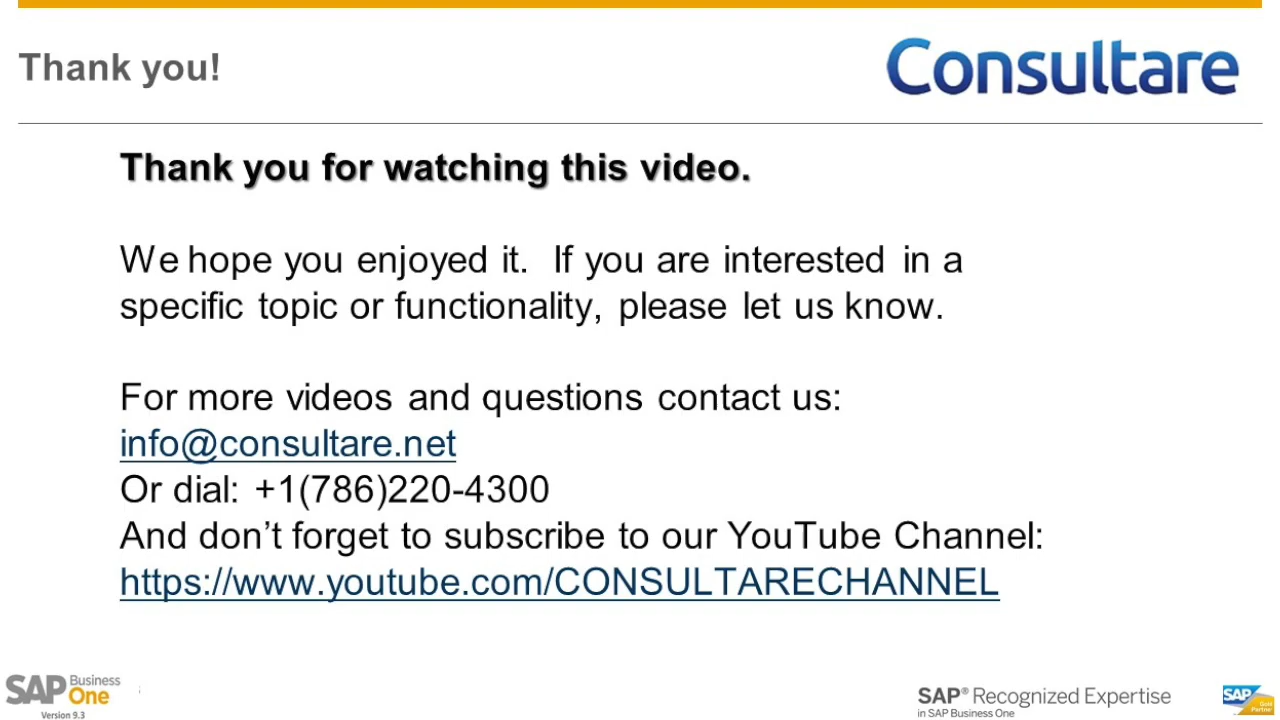 Thank you!
Consultare
Thank you for watching this video.
We hope you enjoyed it. If you are interested in a
specific topic or functionality, please let us know.
For more videos and questions contact us:
info@consultare.net
Or dial: +1(786)220-4300
And don’t forget to subscribe to our YouTube Channel:
https://www.youtube.com/CONSULTARECHANNEL
SAP Business One
Version 9.3
SAP® Recognized Expertise
in SAP Business One
SAP
Gold
Partner